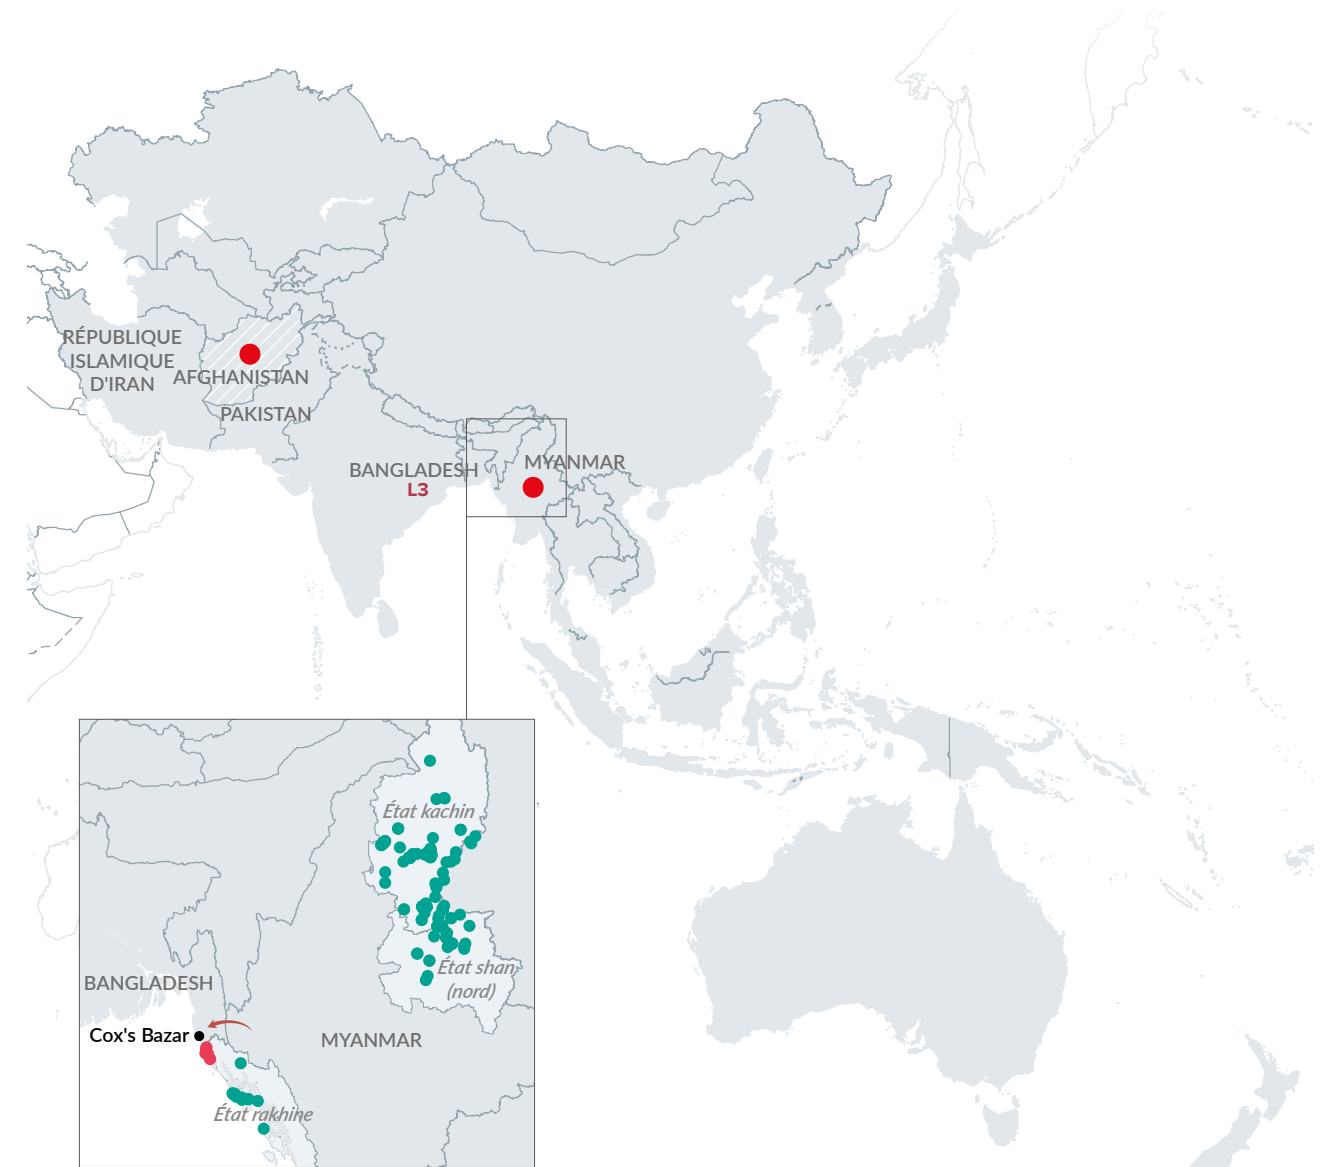 RÉPUBLIQUE
ISLAMIQUE
D'IRAN
AFGHANISTAN
PAKISTAN
BANGLADESH
L3
MYANMAR
État kachin
État shan
(nord)
BANGLADESH
Cox's Bazar
MYANMAR
État rakhine